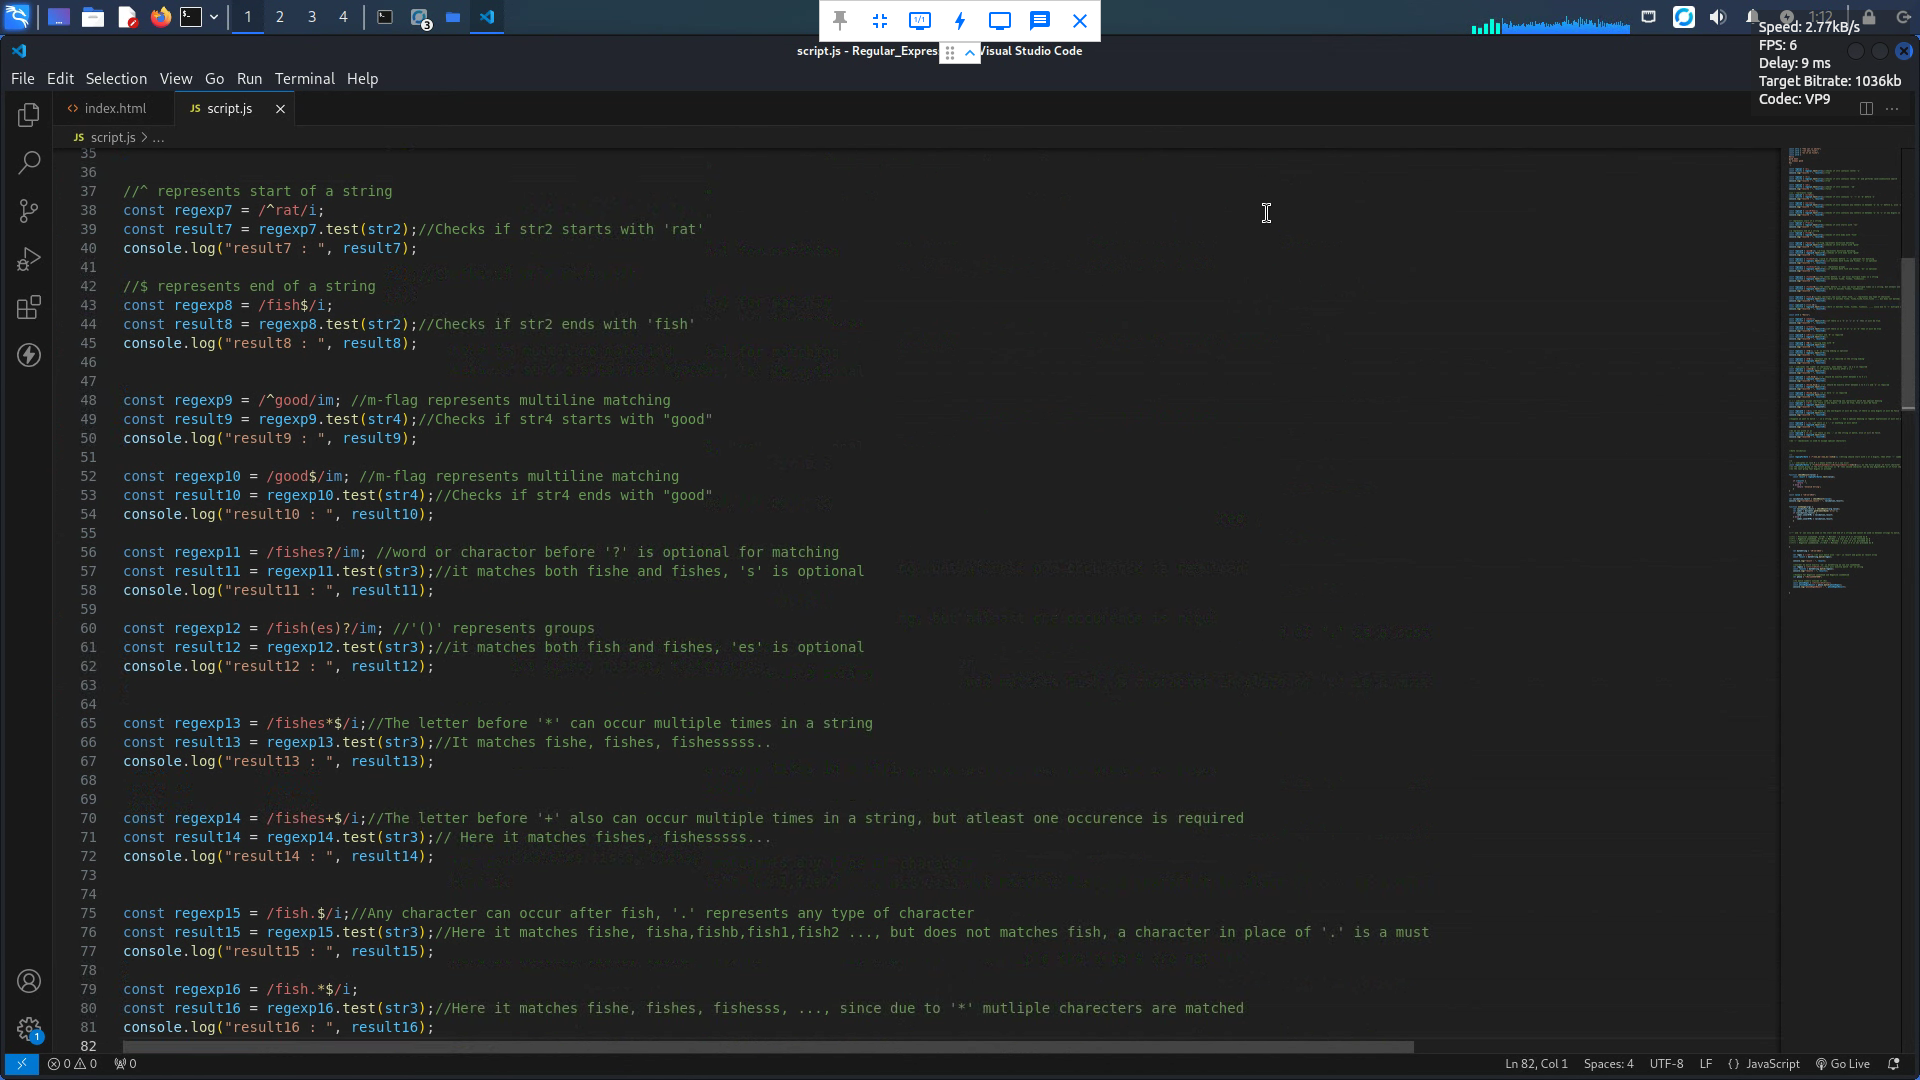 1 2 3 4
3
1/1
1:12
Speed: 2.77kB/s
FPS: 6
Delay: 9 ms
Target Bitrate: 1036kb
Codec: VP9
script.js - Regular_Express Visual Studio Code
File Edit Selection View Go Run Terminal Help
<> index.html JS script.js
JS script.js > ...
35
36
37 //^ represents start of a string
38 const regexp7 = /^rat/i;
39 const result7 = regexp7.test(str2);//Checks if str2 starts with 'rat'
40 console.log("result7 : ", result7);
41
42 //$ represents end of a string
43 const regexp8 = /fish$/i;
44 const result8 = regexp8.test(str2);//Checks if str2 ends with 'fish'
45 console.log("result8 : ", result8);
46
47
48 const regexp9 = /^good/im; //m-flag represents multiline matching
49 const result9 = regexp9.test(str4);//Checks if str4 starts with "good"
50 console.log("result9 : ", result9);
51
52 const regexp10 = /good$/im; //m-flag represents multiline matching
53 const result10 = regexp10.test(str4);//Checks if str4 ends with "good"
54 console.log("result10 : ", result10);
55
56 const regexp11 = /fishes?/im; //word or charactor before '?' is optional for matching
57 const result11 = regexp11.test(str3);//it matches both fishe and fishes, 's' is optional
58 console.log("result11 : ", result11);
59
60 const regexp12 = /fish(es)?/im; //'()' represents groups
61 const result12 = regexp12.test(str3);//it matches both fish and fishes, 'es' is optional
62 console.log("result12 : ", result12);
63
64
65 const regexp13 = /fishes*$/i;//The letter before '*' can occur multiple times in a string
66 const result13 = regexp13.test(str3);//It matches fishe, fishes, fishesssss..
67 console.log("result13 : ", result13);
68
69
70 const regexp14 = /fishes+$/i;//The letter before '+' also can occur multiple times in a string, but atleast one occurence is required
71 const result14 = regexp14.test(str3);// Here it matches fishes, fishesssss...
72 console.log("result14 : ", result14);
73
74
75 const regexp15 = /fish.$/i;//Any character can occur after fish, '.' represents any type of character
76 const result15 = regexp15.test(str3);//Here it matches fishe, fisha,fishb,fish1,fish2 ..., but does not matches fish, a character in place of '.' is a must
77 console.log("result15 : ", result15);
78
79 const regexp16 = /fish.*$/i;
80 const result16 = regexp16.test(str3);//Here it matches fishe, fishes, fishesss, ..., since due to '*' mutliple charecters are matched
81 console.log("result16 : ", result16);
82
1
0 0 0 Ln 82, Col 1 Spaces: 4 UTF-8 LF {} JavaScript Go Live